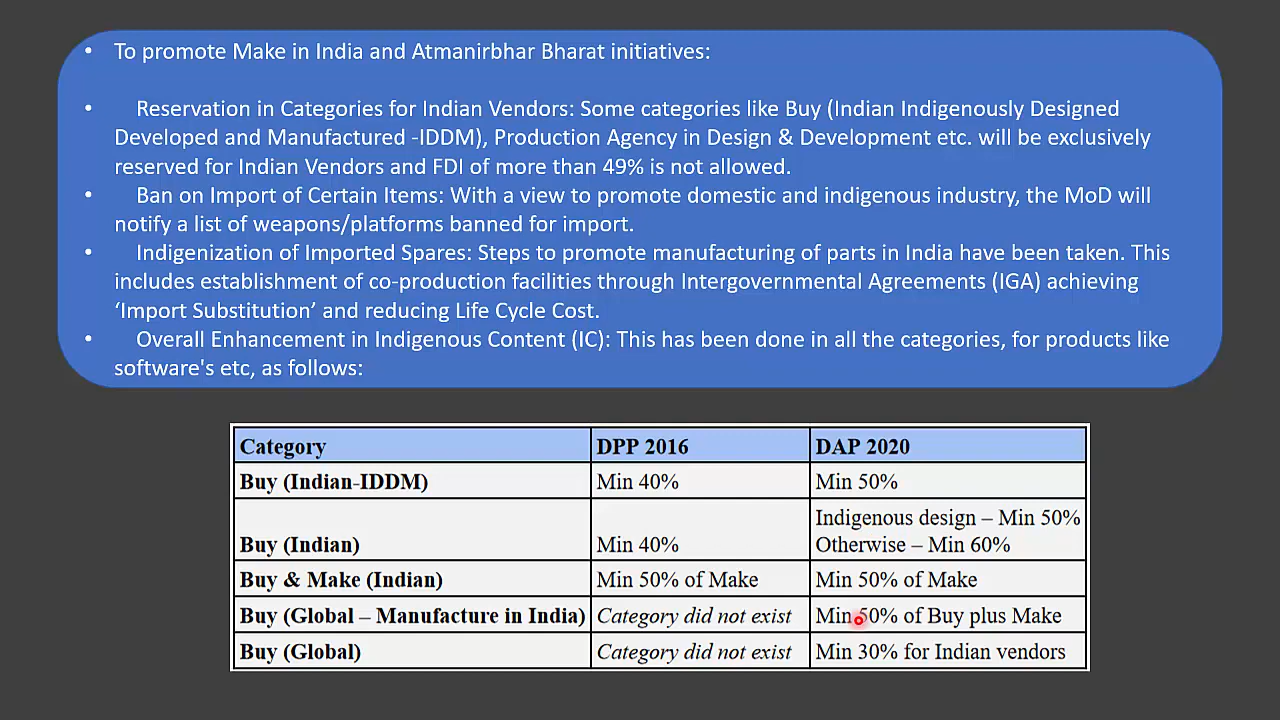 • To promote Make in India and Atmanirbhar Bharat initiatives:
• Reservation in Categories for Indian Vendors: Some categories like Buy (Indian Indigenously Designed
Developed and Manufactured -IDDM), Production Agency in Design & Development etc. will be exclusively
reserved for Indian Vendors and FDI of more than 49% is not allowed.
• Ban on Import of Certain Items: With a view to promote domestic and indigenous industry, the MoD will
notify a list of weapons/platforms banned for import.
• Indigenization of Imported Spares: Steps to promote manufacturing of parts in India have been taken. This
includes establishment of co-production facilities through Intergovernmental Agreements (IGA) achieving
‘Import Substitution’ and reducing Life Cycle Cost.
• Overall Enhancement in Indigenous Content (IC): This has been done in all the categories, for products like
software's etc, as follows:
Category DPP 2016 DAP 2020
Buy (Indian-IDDM) Min 40% Min 50%
Indigenous design – Min 50%
Buy (Indian) Min 40% Otherwise – Min 60%
Buy & Make (Indian) Min 50% of Make Min 50% of Make
Buy (Global – Manufacture in India) Category did not exist Min 50% of Buy plus Make
Buy (Global) Category did not exist Min 30% for Indian vendors